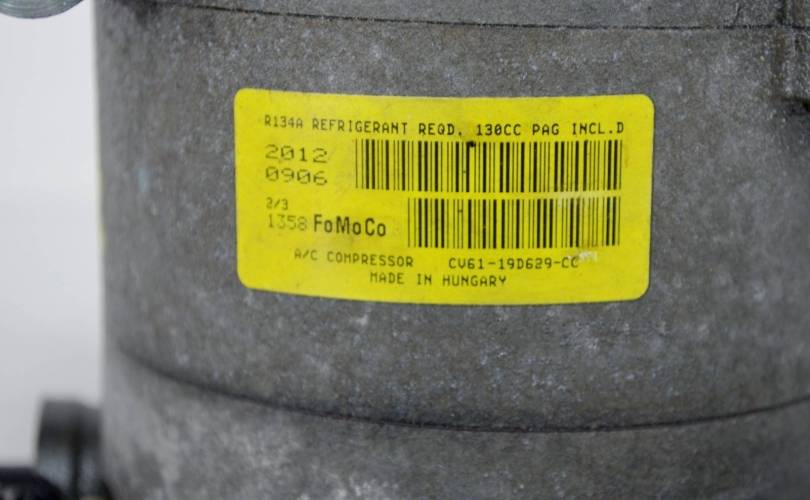 R134A REFRIGERANT REQD. 130CC PAG INCL.D
2012
0906
2/3
1358 FoMoCo
A/C COMPRESSOR CV61-19D629-CC
MADE IN HUNGARY